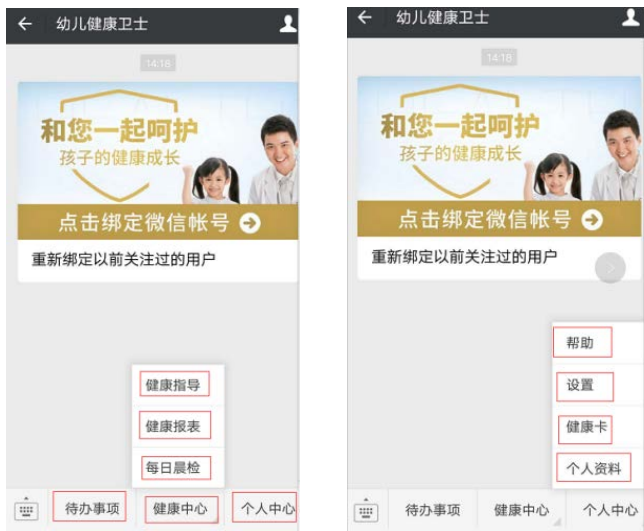 幼儿健康卫士
14:18
和您一起呵护
孩子的健康成长
点击绑定微信帐号
重新绑定以前关注过的用户
健康指导
健康报表
每日晨检
待办事项
健康中心
个人中心
幼儿健康卫士
14:18
和您一起呵护
孩子的健康成长
点击绑定微信帐号
重新绑定以前关注过的用户
帮助
设置
健康卡
个人资料
待办事项
健康中心
个人中心